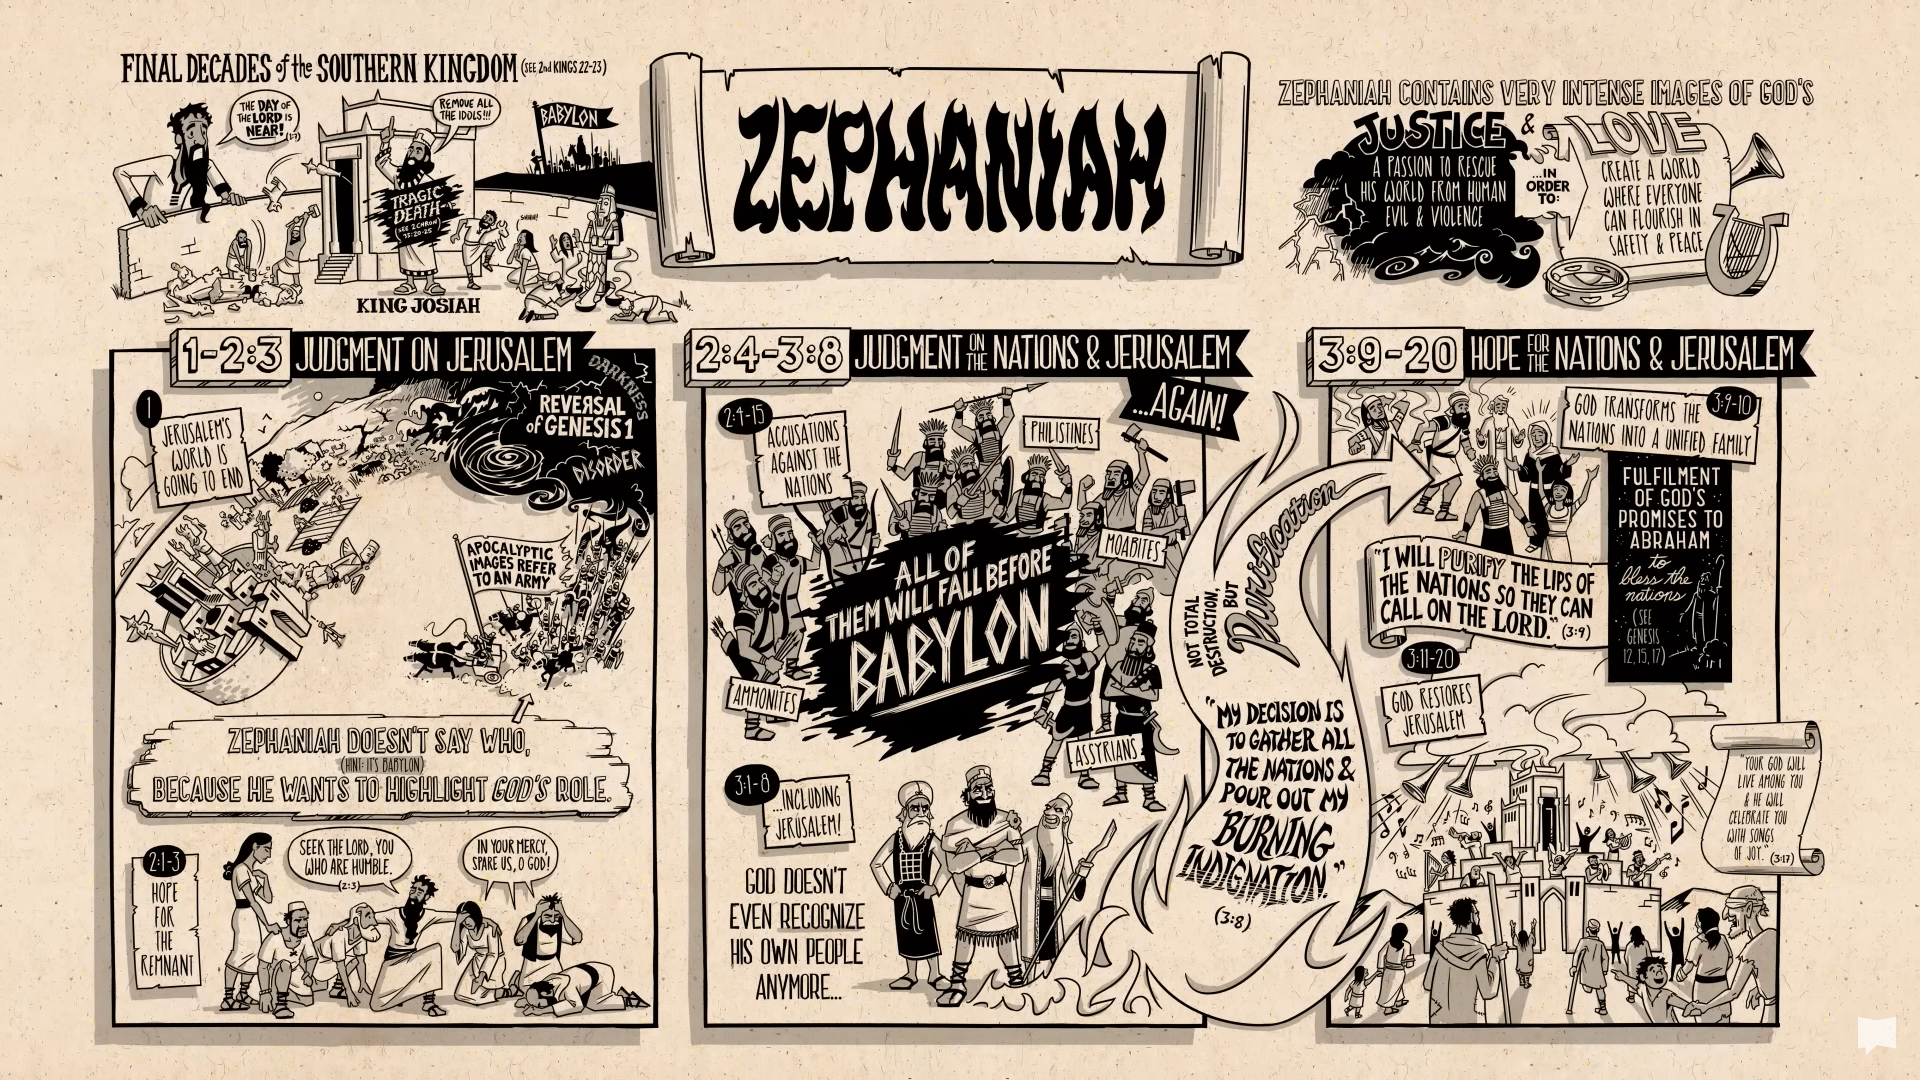 FINAL DECADES of the SOUTHERN KINGDOM (SEE 2nd KINGS 22-23)
THE DAY OF
THE LORD IS
NEAR! (1:7)
REMOVE ALL
THE IDOLS!!!
BABYLON
TRAGIC
DEATH
(SEE 2 CHRON
35:20-25)
SHHHH!
KING JOSIAH
ZEPHANIAH
ZEPHANIAH CONTAINS VERY INTENSE IMAGES OF GOD'S
JUSTICE & LOVE
A PASSION TO RESCUE
HIS WORLD FROM HUMAN
EVIL & VIOLENCE
...IN
ORDER
TO:
CREATE A WORLD
WHERE EVERYONE
CAN FLOURISH IN
SAFETY & PEACE
1-2:3 JUDGMENT ON JERUSALEM
1
JERUSALEM'S
WORLD IS
GOING TO END
DARKNESS
REVERSAL
of GENESIS 1
DISORDER
APOCALYPTIC
IMAGES REFER
TO AN ARMY
ZEPHANIAH DOESN'T SAY WHO,
(HINT: IT'S BABYLON)
BECAUSE HE WANTS TO HIGHLIGHT GOD'S ROLE.
2:1-3
HOPE
FOR
THE
REMNANT
SEEK THE LORD, YOU
WHO ARE HUMBLE.
(2:3)
IN YOUR MERCY,
SPARE US, O GOD!
2:4-3:8 JUDGMENT ON THE NATIONS & JERUSALEM
...AGAIN!
2:4-15
ACCUSATIONS
AGAINST THE
NATIONS
PHILISTINES
MOABITES
ALL OF
THEM WILL FALL BEFORE
BABYLON
AMMONITES
ASSYRIANS
3:1-8
...INCLUDING
JERUSALEM!
GOD DOESN'T
EVEN RECOGNIZE
HIS OWN PEOPLE
ANYMORE...
NOT TOTAL
DESTRUCTION,
BUT
Purification
"MY DECISION IS
TO GATHER ALL
THE NATIONS &
POUR OUT MY
BURNING
INDIGNATION."
(3:8)
3:9-20 HOPE FOR THE NATIONS & JERUSALEM
3:9-10
GOD TRANSFORMS THE
NATIONS INTO A UNIFIED FAMILY
FULFILMENT
OF GOD'S
PROMISES TO
ABRAHAM
to
bless the
nations
(SEE
GENESIS
12, 15, 17)
"I WILL PURIFY THE LIPS OF
THE NATIONS SO THEY CAN
CALL ON THE LORD." (3:9)
3:11-20
GOD RESTORES
JERUSALEM
"YOUR GOD WILL
LIVE AMONG YOU
& HE WILL
CELEBRATE YOU
WITH SONGS
OF JOY." (3:17)